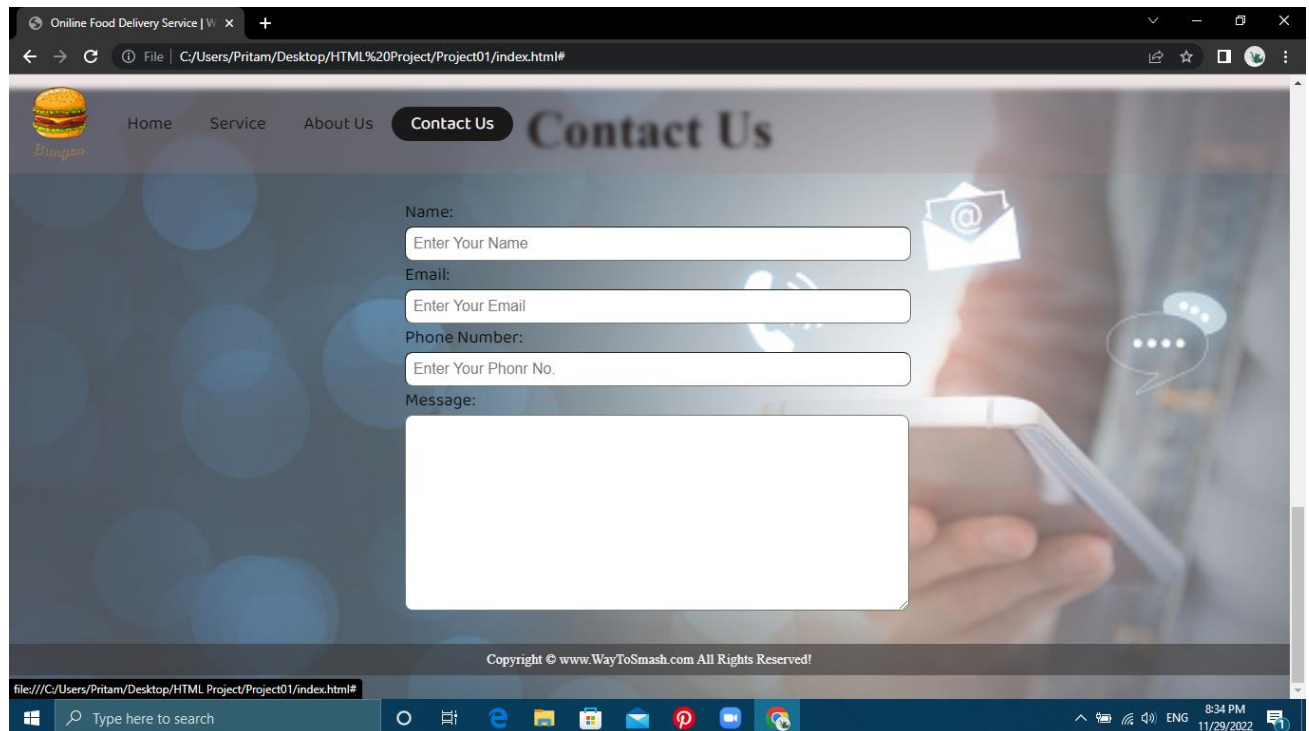 Oniline Food Delivery Service | W
File | C:/Users/Pritam/Desktop/HTML%20Project/Project01/index.html#
Home Service About Us Contact Us Contact Us
Name:
Enter Your Name
@
Email:
Enter Your Email
Phone Number:
Enter Your Phonr No.
Message:
Copyright © www.WayToSmash.com All Rights Reserved!
file:///C:/Users/Pritam/Desktop/HTML Project/Project01/index.html#
Type here to search
ENG
8:34 PM
11/29/2022
1